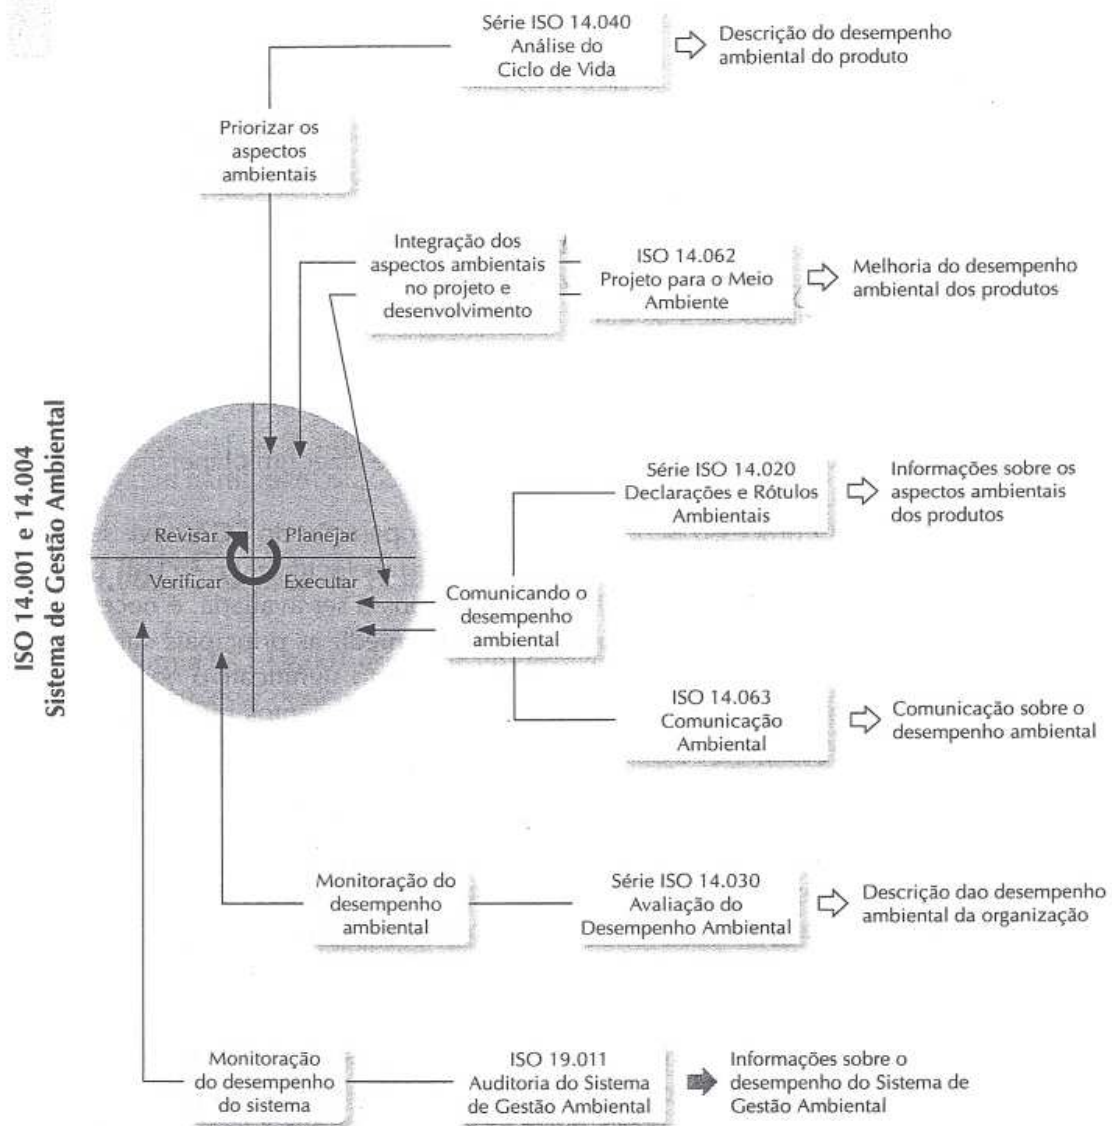 Série ISO 14.040
Análise do
Ciclo de Vida
Descrição do desempenho
ambiental do produto
Priorizar os
aspectos
ambientais
Integração dos
aspectos ambientais
no projeto e
desenvolvimento
ISO 14.062
Projeto para o Meio
Ambiente
Melhoria do desempenho
ambiental dos produtos
ISO 14.001 e 14.004
Sistema de Gestão Ambiental
Revisar
Planejar
Verificar
Executar
Série ISO 14.020
Declarações e Rótulos
Ambientais
Informações sobre os
aspectos ambientais
dos produtos
Comunicando o
desempenho
ambiental
ISO 14.063
Comunicação
Ambiental
Comunicação sobre o
desempenho ambiental
Monitoração do
desempenho
ambiental
Série ISO 14.030
Avaliação do
Desempenho Ambiental
Descrição dao desempenho
ambiental da organização
Monitoração
do desempenho
do sistema
ISO 19.011
Auditoria do Sistema
de Gestão Ambiental
Informações sobre o
desempenho do Sistema de
Gestão Ambiental